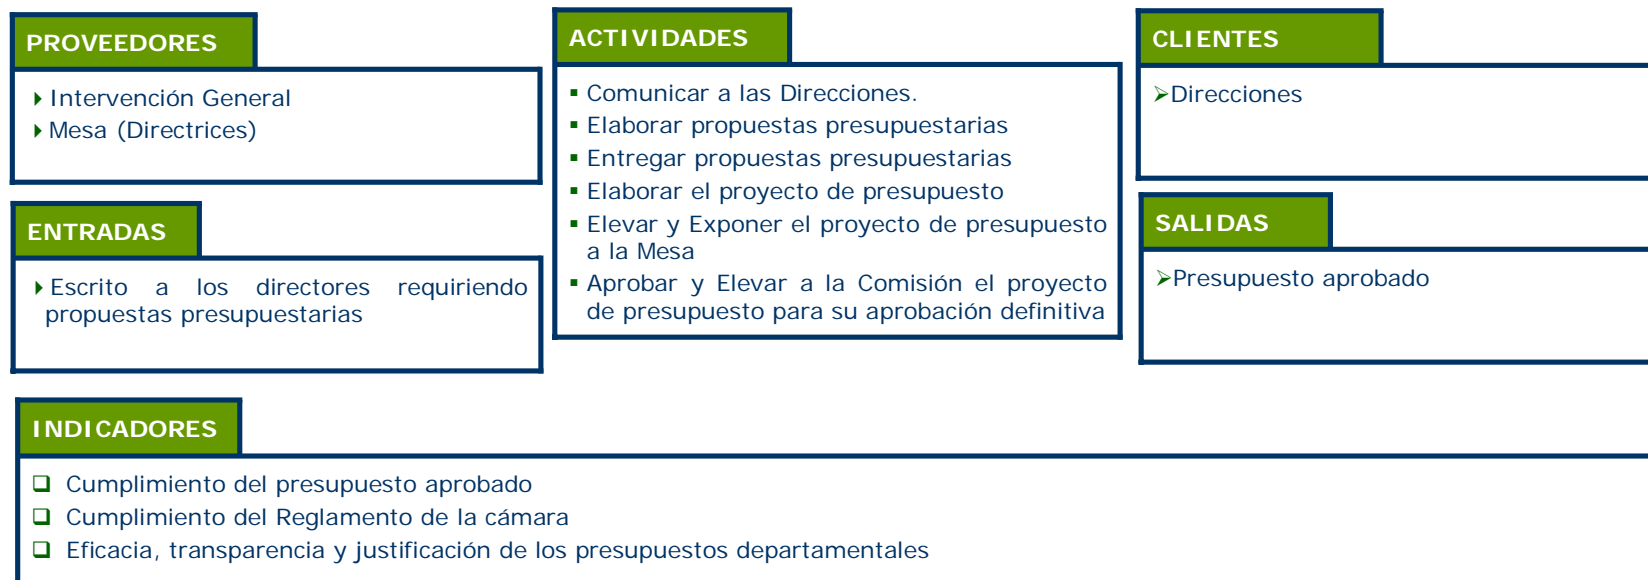 PROVEEDORES
Intervención General
Mesa (Directrices)
ENTRADAS
Escrito a los directores requiriendo
propuestas presupuestarias
ACTIVIDADES
Comunicar a las Direcciones.
Elaborar propuestas presupuestarias
Entregar propuestas presupuestarias
Elaborar el proyecto de presupuesto
Elevar y Exponer el proyecto de presupuesto
a la Mesa
Aprobar y Elevar a la Comisión el proyecto
de presupuesto para su aprobación definitiva
CLIENTES
Direcciones
SALIDAS
Presupuesto aprobado
INDICADORES
Cumplimiento del presupuesto aprobado
Cumplimiento del Reglamento de la cámara
Eficacia, transparencia y justificación de los presupuestos departamentales